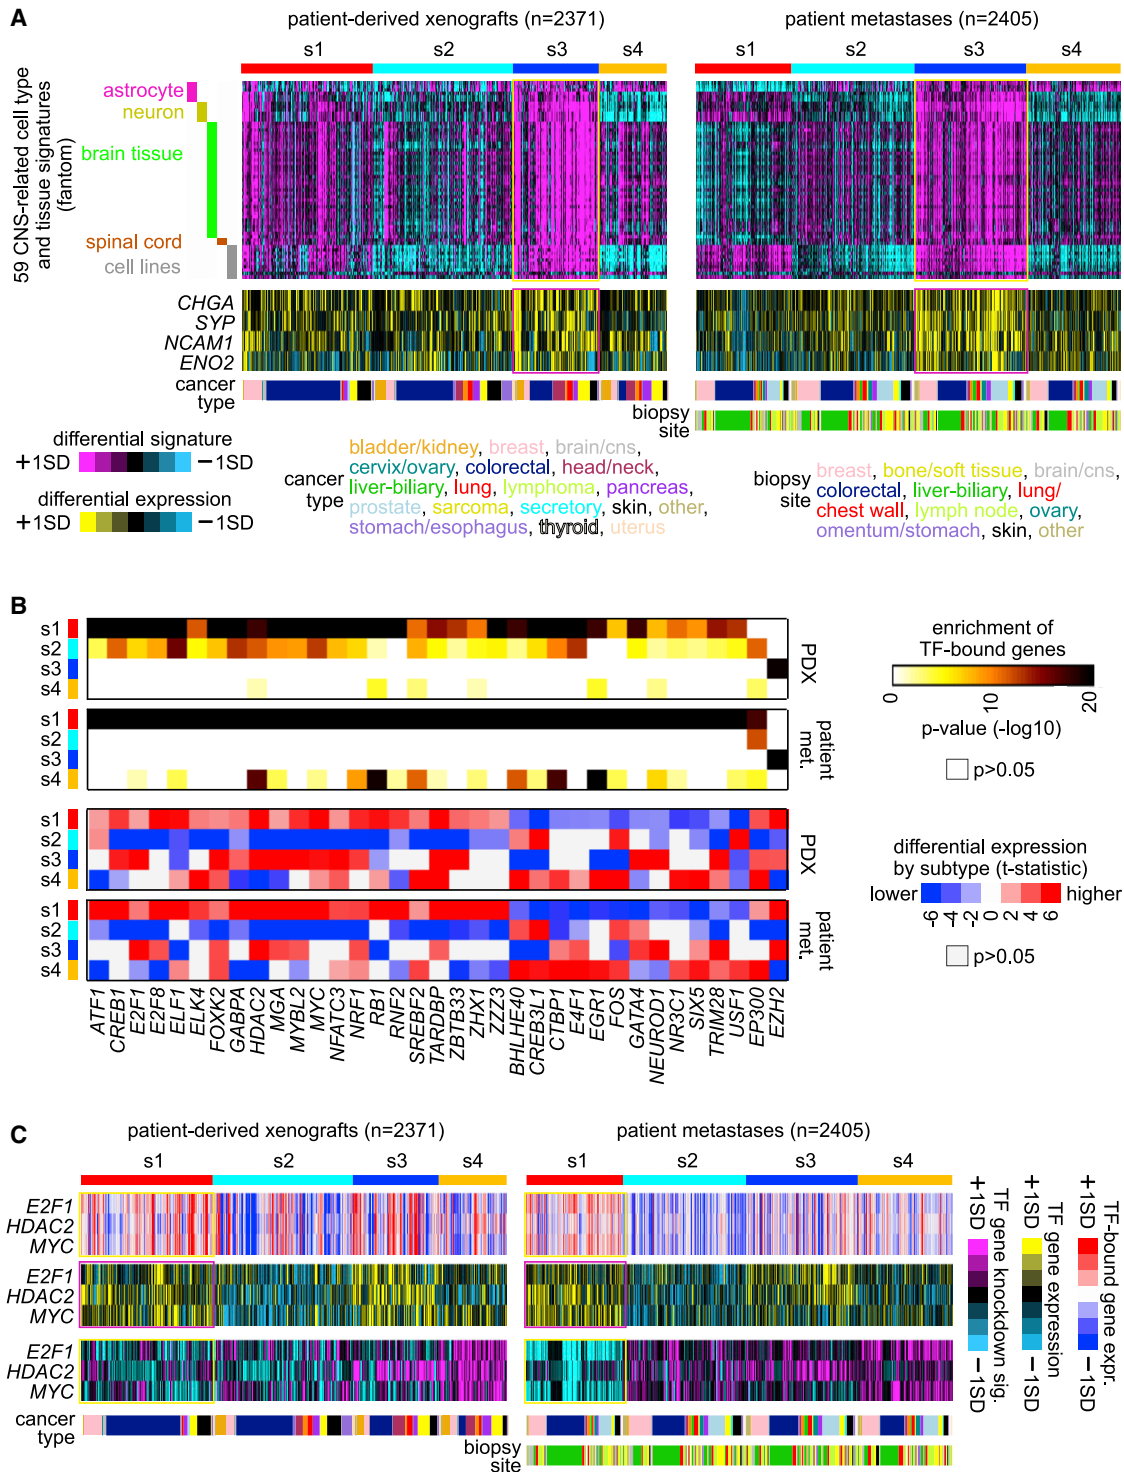 A
patient-derived xenografts (n=2371)
patient metastases (n=2405)
s1 s2 s3 s4
s1 s2 s3 s4
59 CNS-related cell type
and tissue signatures
(fantom)
astrocyte
neuron
brain tissue
spinal cord
cell lines
CHGA
SYP
NCAM1
ENO2
cancer
type
biopsy
site
differential signature
+1SD −1SD
differential expression
+1SD −1SD
cancer
type
bladder/kidney, breast, brain/cns,
cervix/ovary, colorectal, head/neck,
liver-biliary, lung, lymphoma, pancreas,
prostate, sarcoma, secretory, skin, other,
stomach/esophagus, thyroid, uterus
biopsy
site
breast, bone/soft tissue, brain/cns,
colorectal, liver-biliary, lung/
chest wall, lymph node, ovary,
omentum/stomach, skin, other
B
s1
s2
s3
s4
PDX
s1
s2
s3
s4
patient
met.
s1
s2
s3
s4
PDX
s1
s2
s3
s4
patient
met.
enrichment of
TF-bound genes
0 10 20
p-value (-log10)
p>0.05
differential expression
by subtype (t-statistic)
lower higher
-6 -4 -2 0 2 4 6
p>0.05
ATF1
CREB1
E2F1
E2F8
ELF1
ELK4
FOXK2
GABPA
HDAC2
MGA
MYBL2
MYC
NFATC3
NRF1
RB1
RNF2
SREBF2
TARDBP
ZBTB33
ZHX1
ZZZ3
BHLHE40
CREB3L1
CTBP1
E4F1
EGR1
FOS
GATA4
NEUROD1
NR3C1
SIX5
TRIM28
USF1
EP300
EZH2
C
patient-derived xenografts (n=2371)
patient metastases (n=2405)
s1 s2 s3 s4
s1 s2 s3 s4
E2F1
HDAC2
MYC
E2F1
HDAC2
MYC
E2F1
HDAC2
MYC
cancer
type
biopsy
site
TF-bound gene expr.
+1SD −1SD
TF gene expression
+1SD −1SD
TF gene knockdown sig.
+1SD −1SD